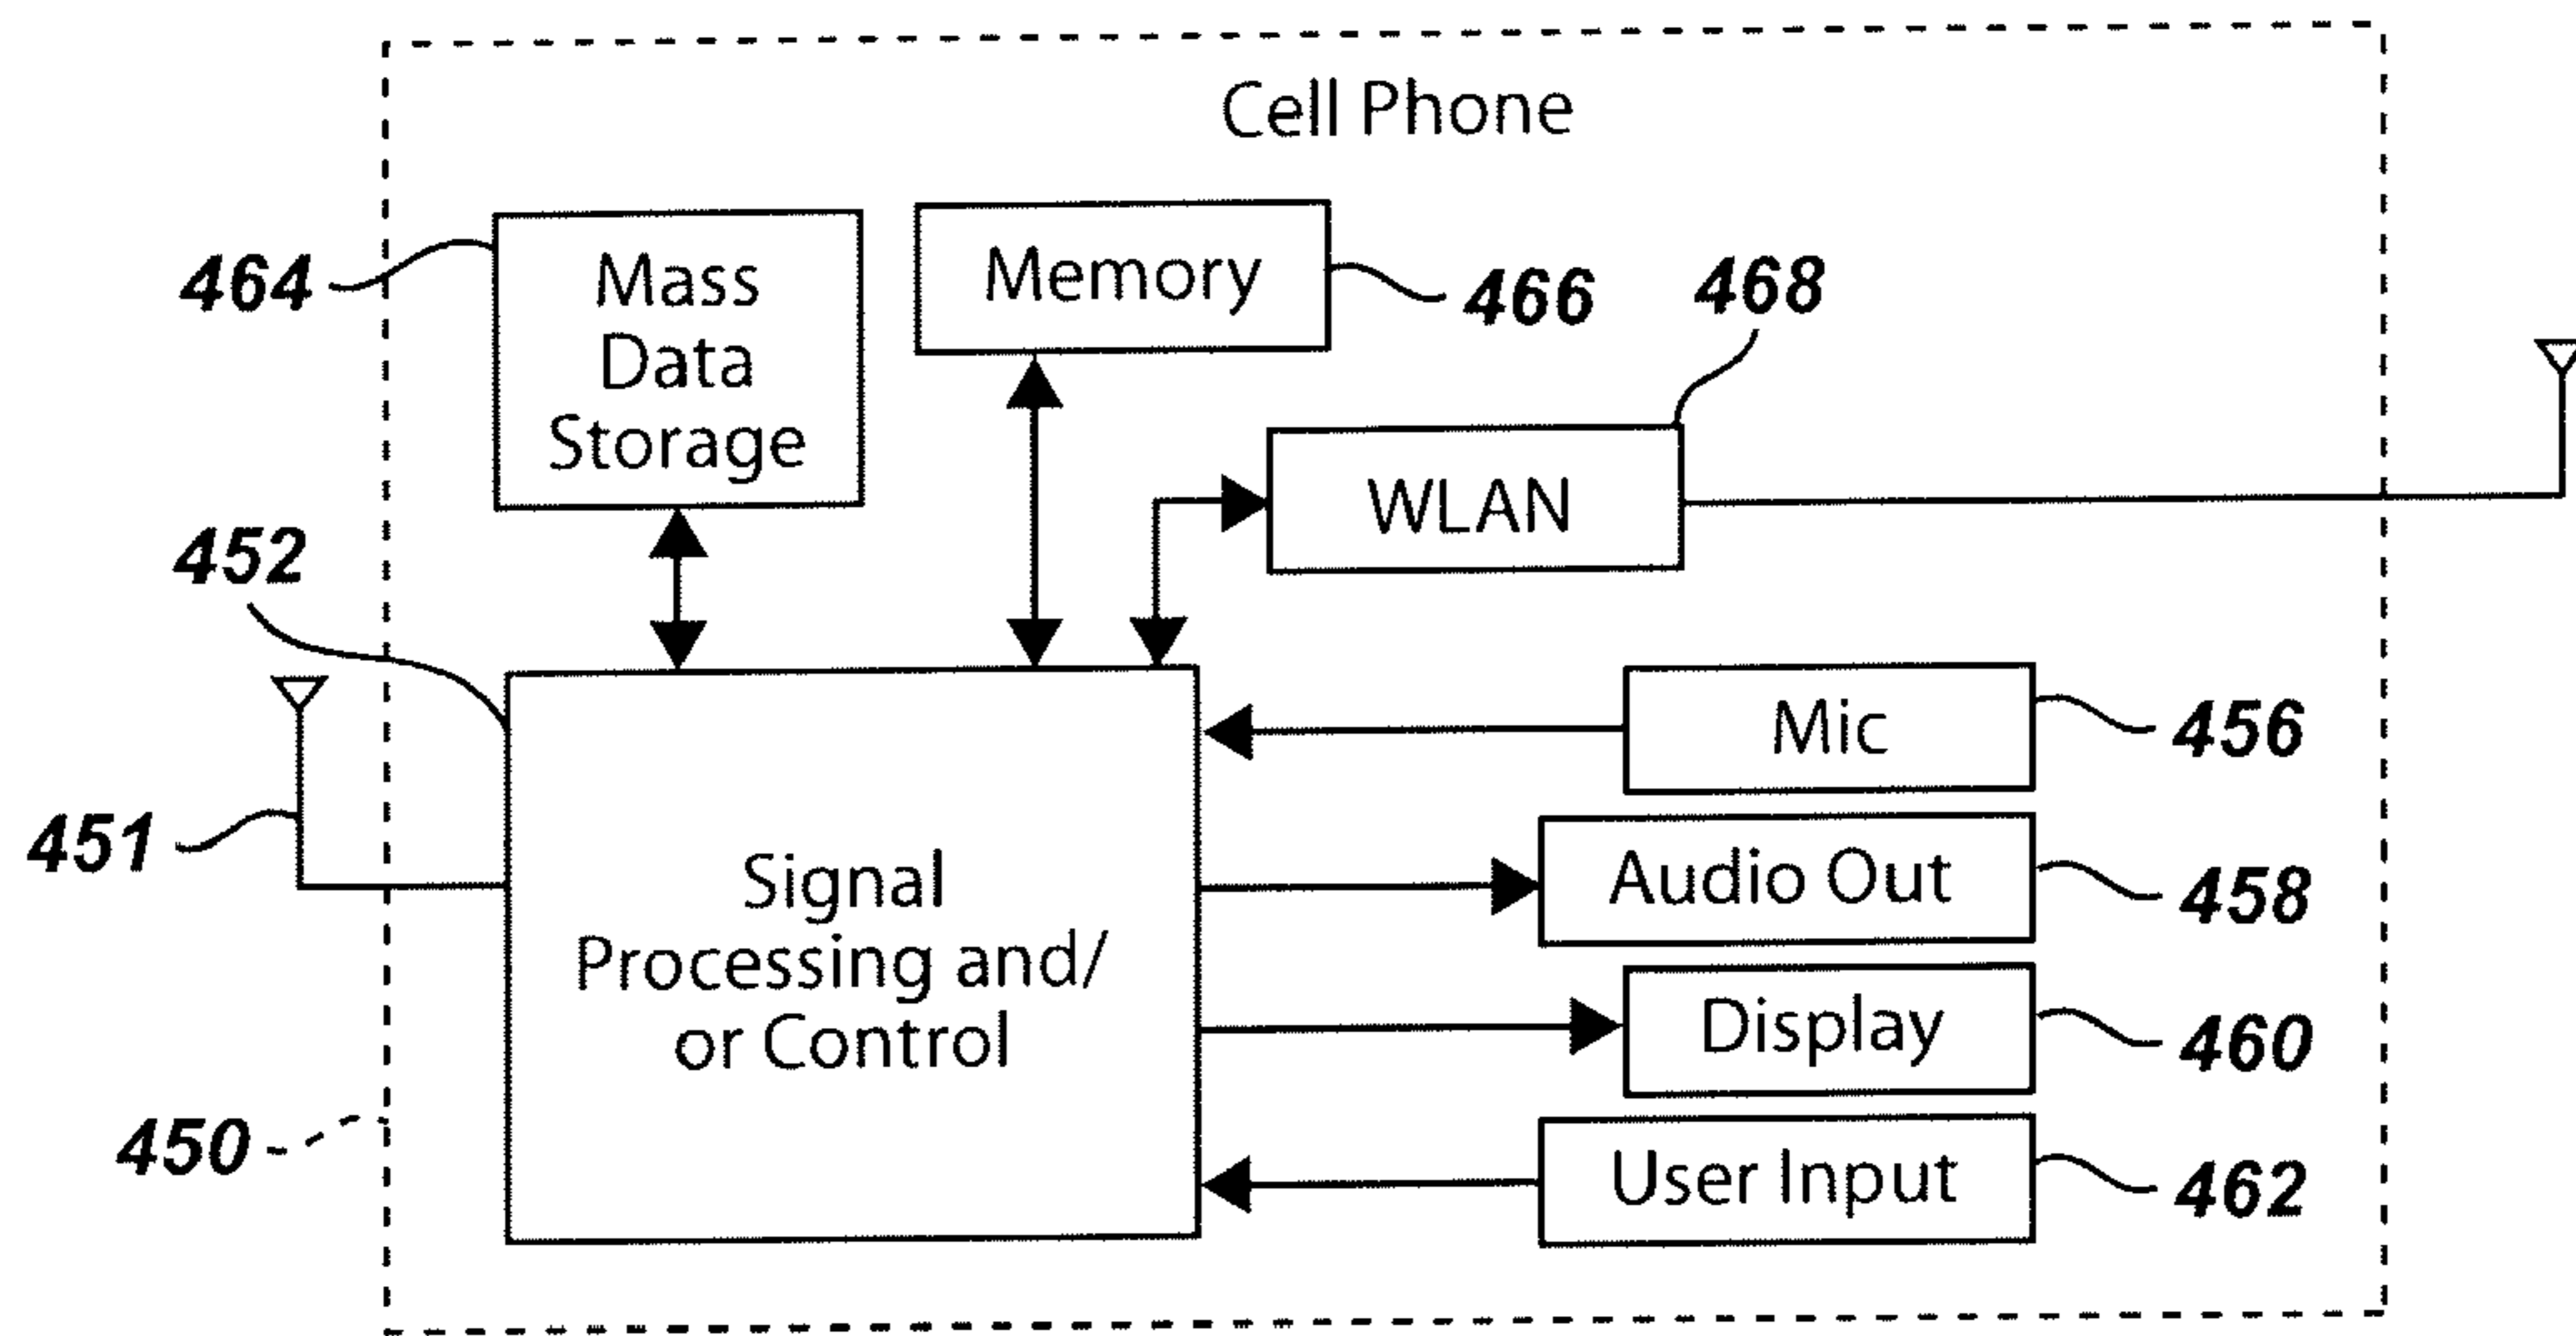 Cell Phone
464
Mass
Data
Storage
Memory
466
468
WLAN
452
451
Signal
Processing and/
or Control
Mic
456
Audio Out
458
Display
460
User Input
462
450